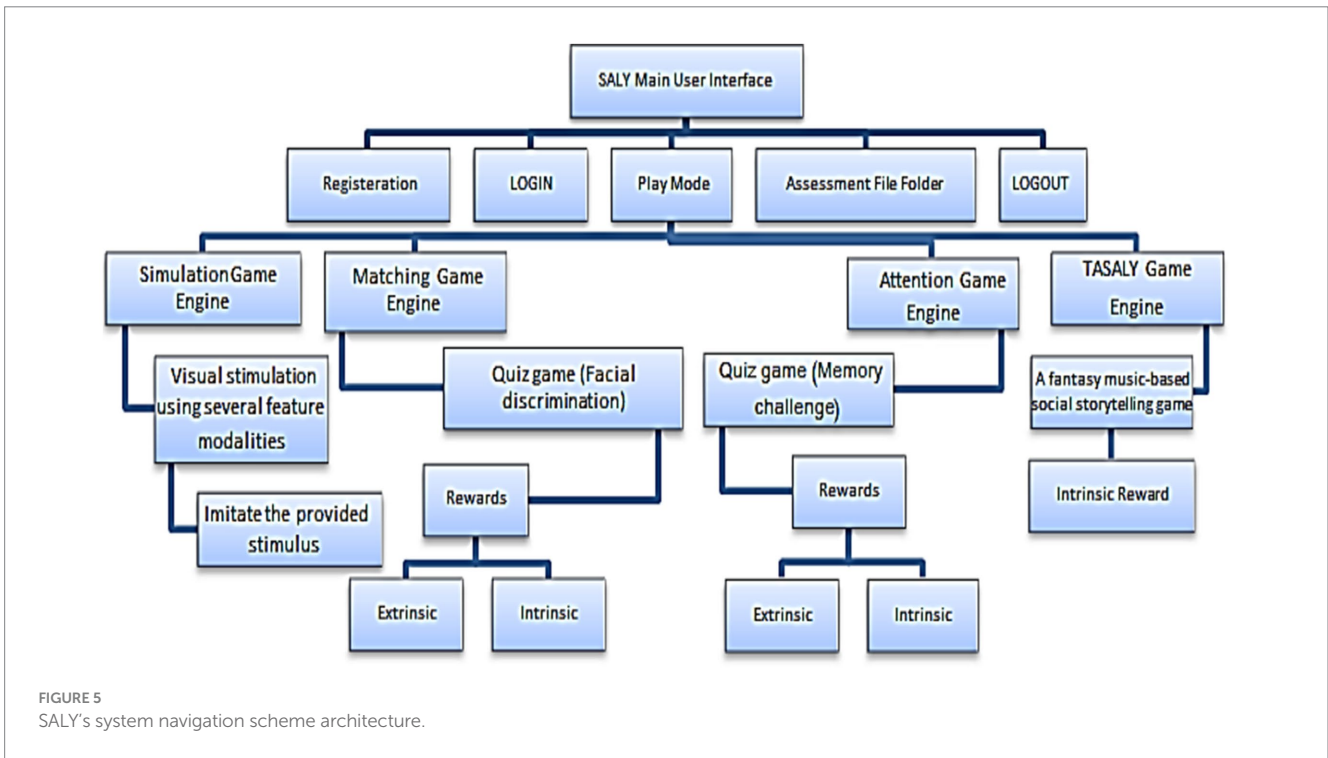 SALY Main User Interface
Registeration
LOGIN
Play Mode
Assessment File Folder
LOGOUT
Simulation Game
Engine
Matching Game
Engine
Attention Game
Engine
TASALY Game
Engine
Visual stimulation
using several feature
modalities
Quiz game (Facial
discrimination)
Quiz game (Memory
challenge)
A fantasy music-based
social storytelling game
Imitate the provided
stimulus
Rewards
Rewards
Intrinsic Reward
Extrinsic
Intrinsic
Extrinsic
Intrinsic
FIGURE 5
SALY's system navigation scheme architecture.